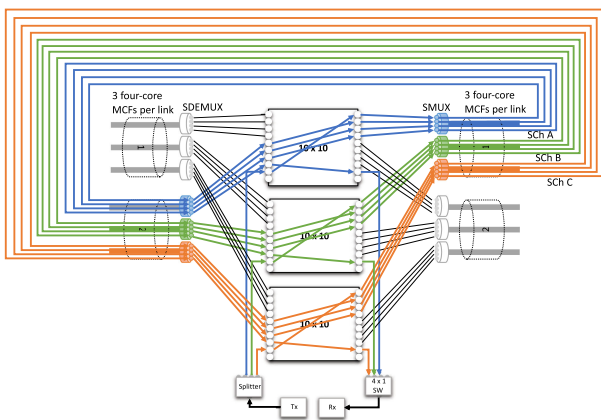 3 four-core
MCFs per link
SDEMUX
SMUX
3 four-core
MCFs per link
SCh A
SCh B
SCh C
1
1
10 x 10
2
2
10 x 10
10 x 10
Splitter
4 x 1
SW
Tx
Rx